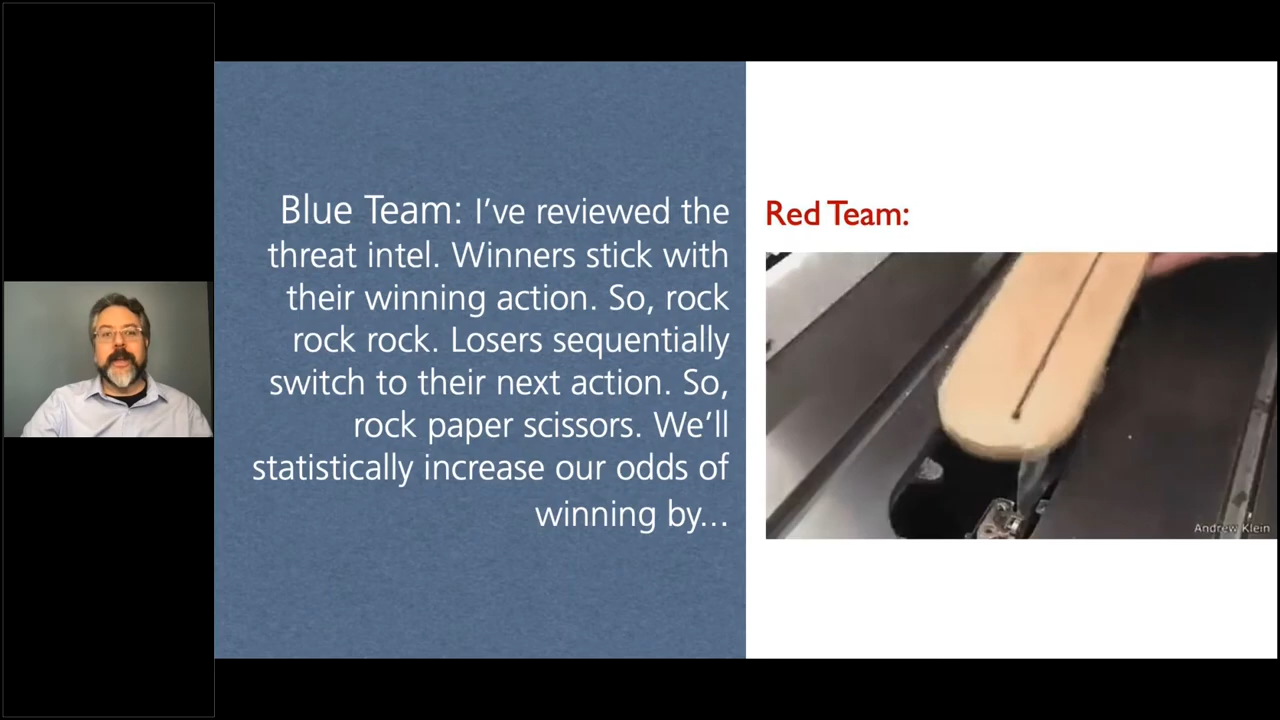 Blue Team: I've reviewed the
threat intel. Winners stick with
their winning action. So, rock
rock rock. Losers sequentially
switch to their next action. So,
rock paper scissors. We'll
statistically increase our odds of
winning by...
Red Team:
Andrew Klein